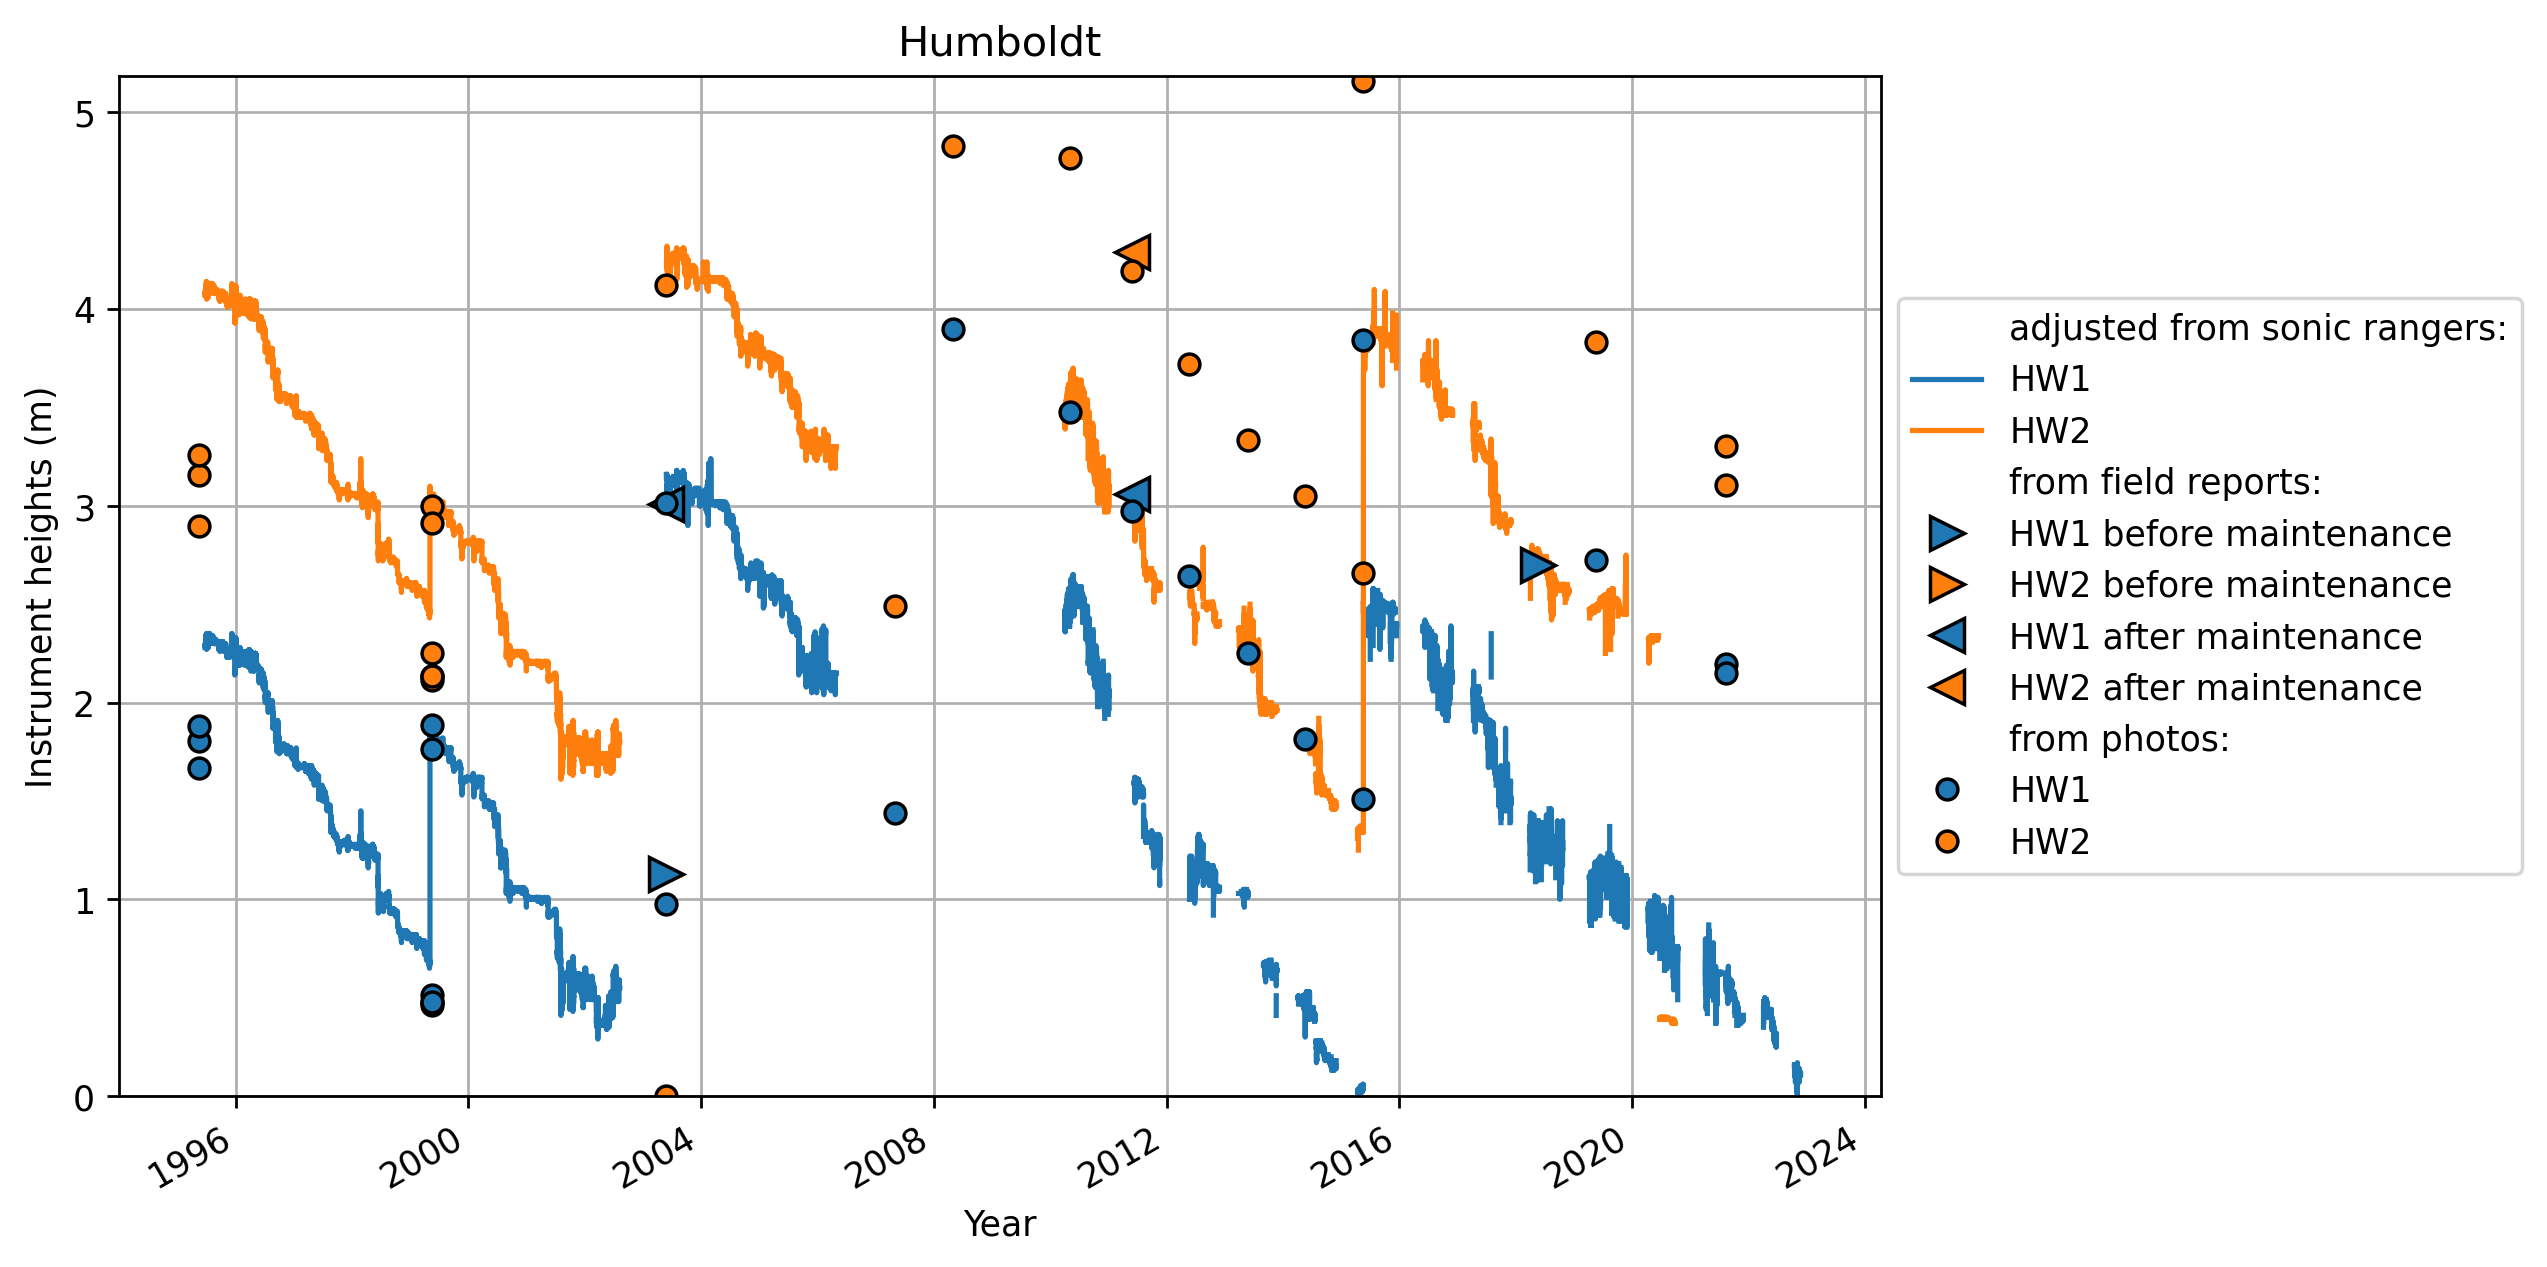 Humboldt
Instrument heights (m)
5
4
3
2
1
0
1996
2000
2004
2008
2012
2016
2020
2024
Year
adjusted from sonic rangers:
HW1
HW2
from field reports:
HW1 before maintenance
HW2 before maintenance
HW1 after maintenance
HW2 after maintenance
from photos:
HW1
HW2